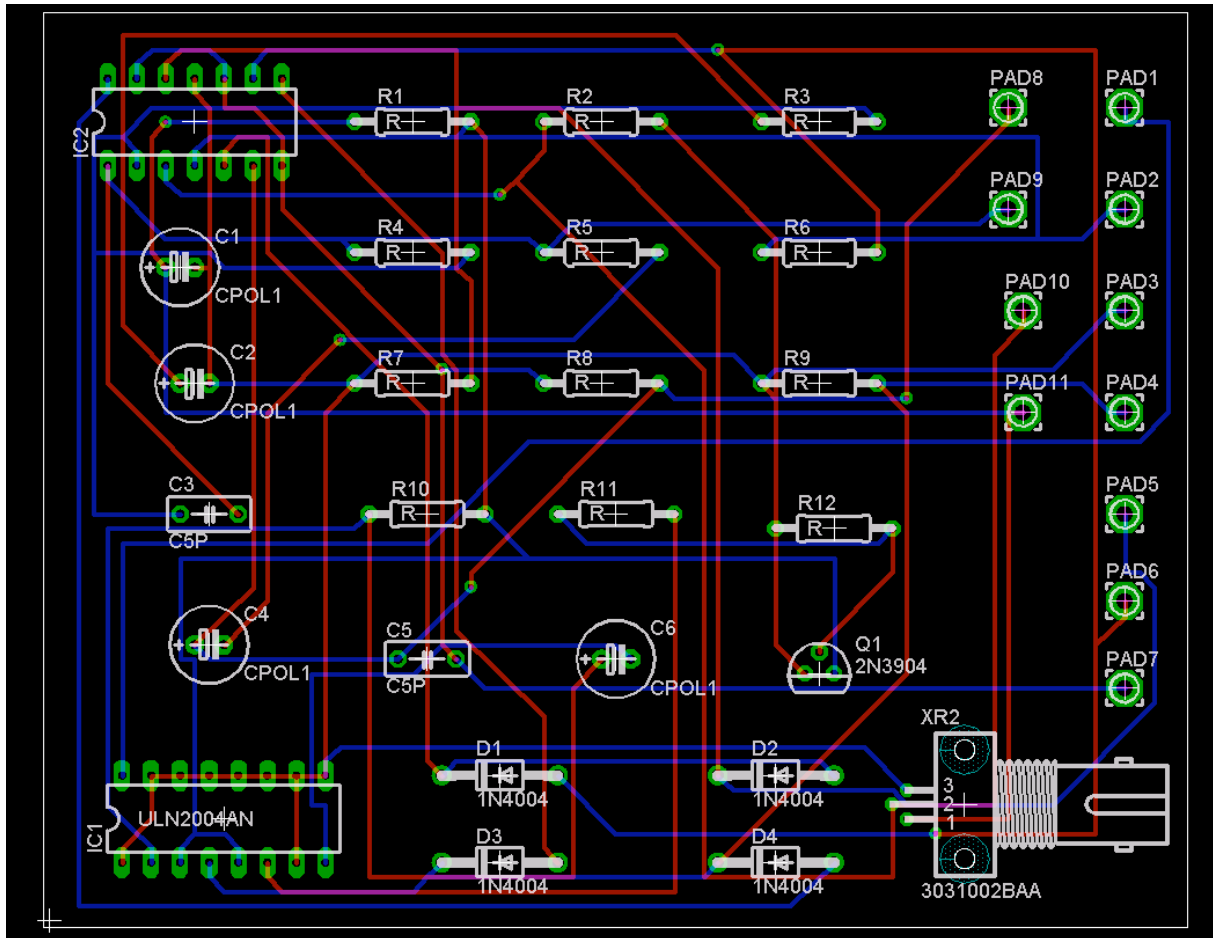 PAD8
PAD1
R1
R2
R3
R
R
R
IC2
PAD9
PAD2
C1
R4
R5
R6
R
R
R
CPOL1
PAD10
PAD3
C2
R7
R8
R9
R
R
R
PAD11
PAD4
CPOL1
C3
R10
R11
R12
PAD5
R
R
R
C5P
PAD6
C4
C5
C6
Q1
2N3904
PAD7
CPOL1
C5P
CPOL1
XR2
D1
D2
1N4004
1N4004
3
2
1
ULN2004AN
IC1
D3
D4
1N4004
1N4004
3031002BAA